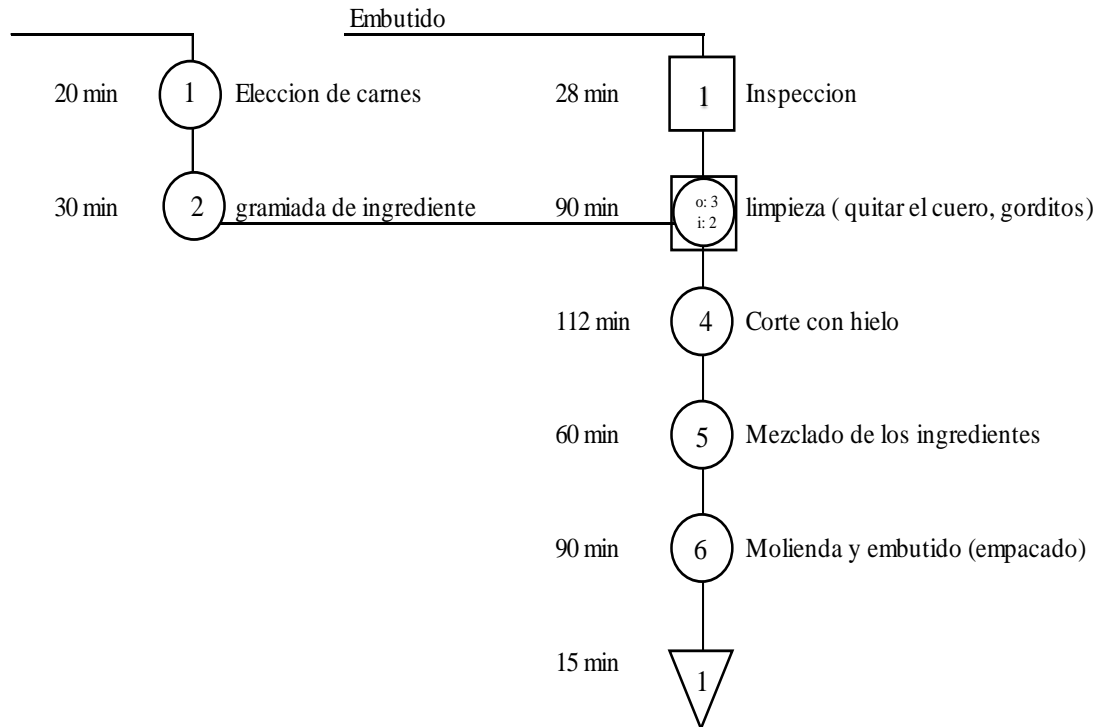 Embutido
20 min 1 Eleccion de carnes 28 min 1 Inspeccion
30 min 2 gramiada de ingrediente 90 min o: 3 limpieza ( quitar el cuero, gorditos)
i: 2
112 min 4 Corte con hielo
60 min 5 Mezclado de los ingredientes
90 min 6 Molienda y embutido (empacado)
15 min 1